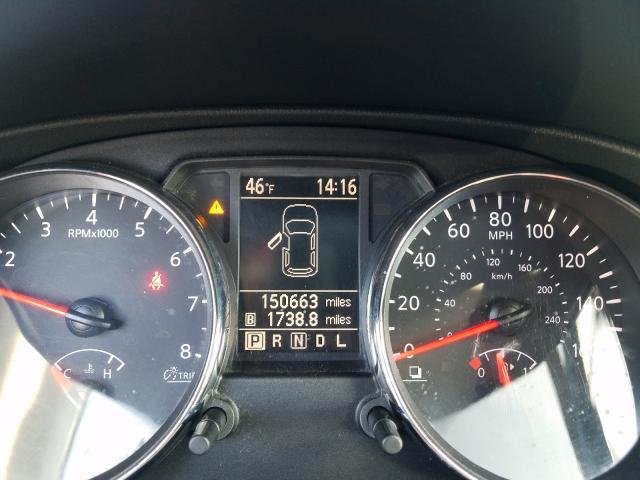 46°F 14:16
2 3 4 5 6 7 8
RPMx1000
C H
TRIP
150663 miles
B 1738.8 miles
P R N D L
0 20 40 60 80 100 120 140
MPH
40 80 120 160 200 240
km/h
0 1